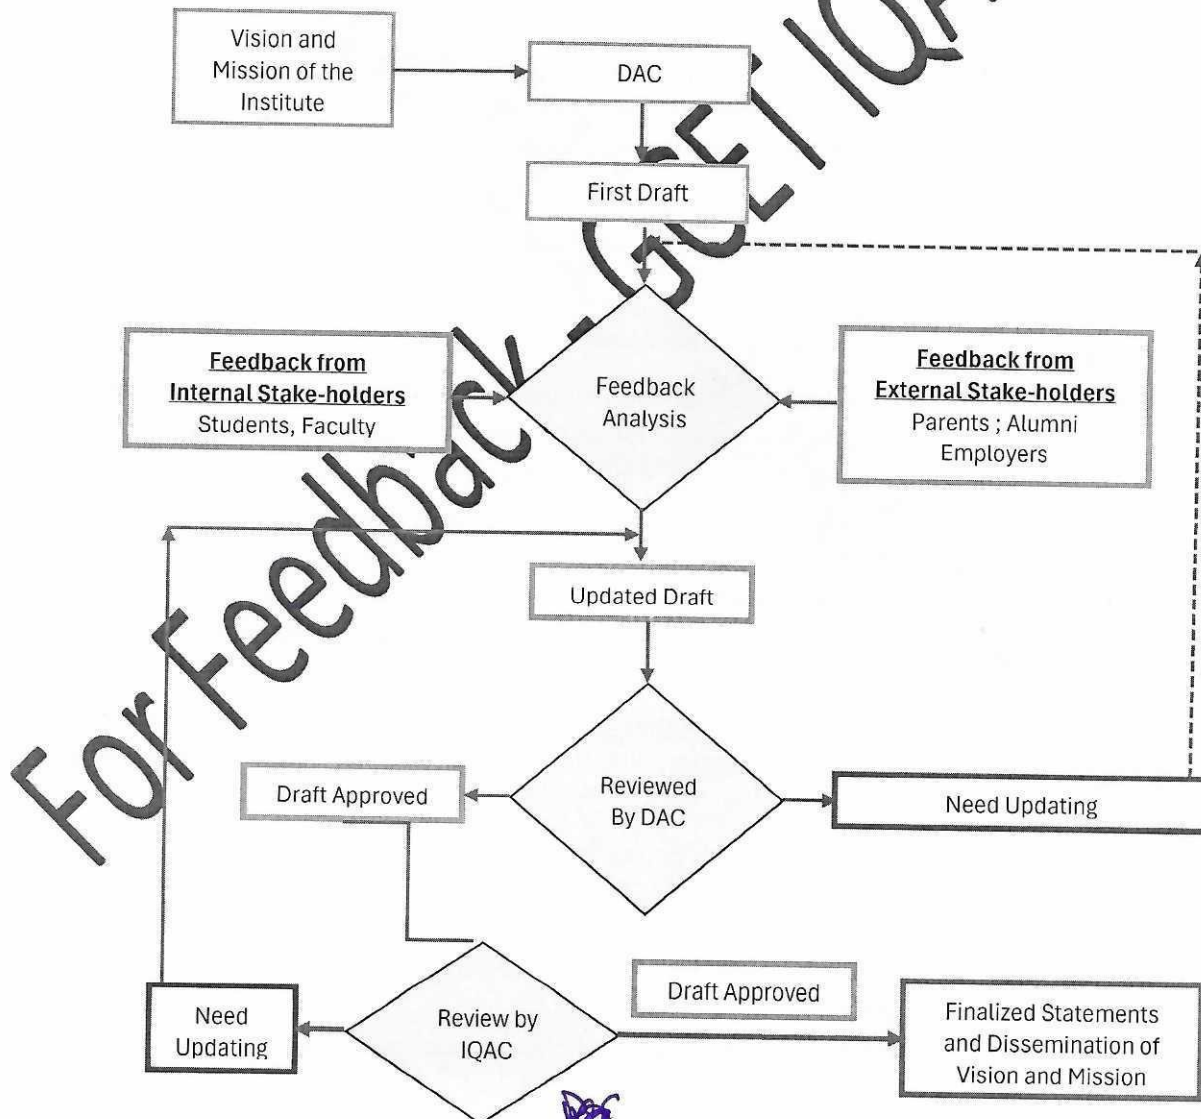 Vision and
Mission of the
Institute
DAC
First Draft
Feedback from
Internal Stake-holders
Students, Faculty
Feedback
Analysis
Feedback from
External Stake-holders
Parents ; Alumni
Employers
Updated Draft
Draft Approved
Reviewed
By DAC
Need Updating
Need
Updating
Review by
IQAC
Draft Approved
Finalized Statements
and Dissemination of
Vision and Mission
For Feedback - GCET